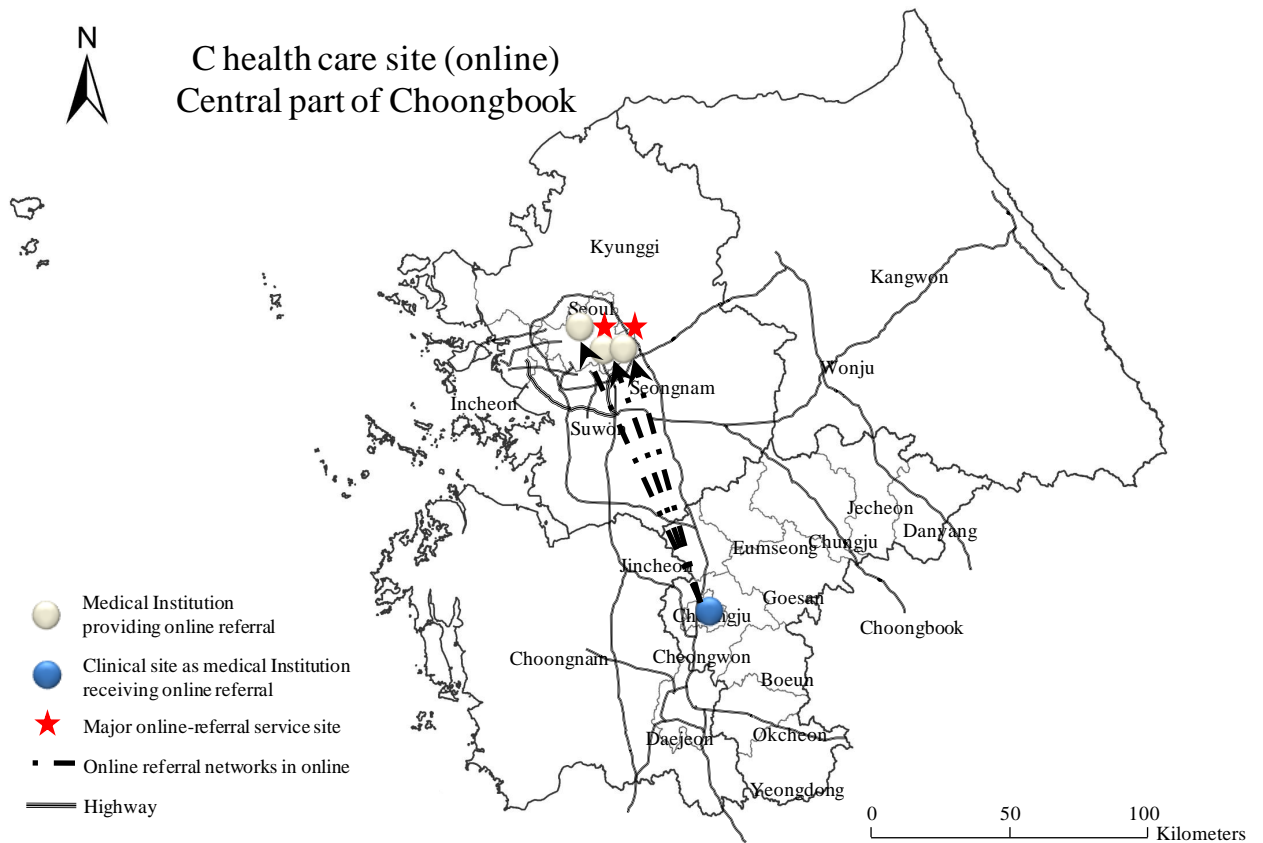 N
C health care site (online)
Central part of Choongbook
Kyunggi
Kangwon
Seoul
Wonju
Seongnam
Incheon
Suwon
Jecheon
Danyang
Chungju
Eumseong
Jincheon
Goesan
Cheongju
Choongbook
Choongnam
Cheongwon
Boeun
Daejeon
Okcheon
Yeongdong
Medical Institution
providing online referral
Clinical site as medical Institution
receiving online referral
Major online-referral service site
Online referral networks in online
Highway
0 50 100
Kilometers